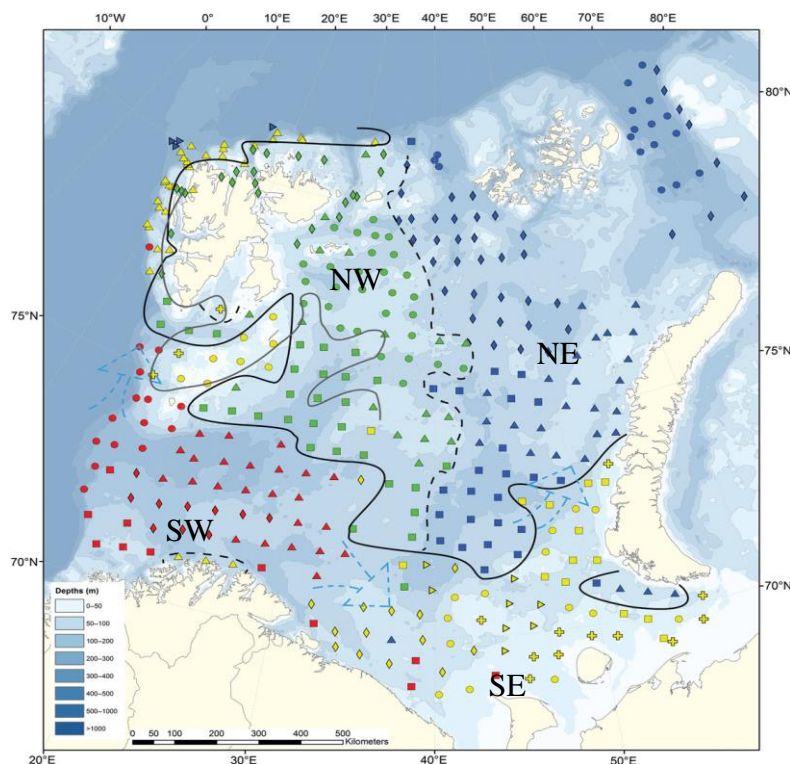 10°W 0° 10°E 20°E 30°E 40°E 50°E 60°E 70°E 80°E
80°N
NW
75°N
NE
75°N
SW
70°N
70°N
Depths (m)
0–50
50–100
100–200
200–300
300–400
400–500
500–1000
>1000
SE
0 50 100 200 300 400 500
Kilometers
20°E 30°E 40°E 50°E